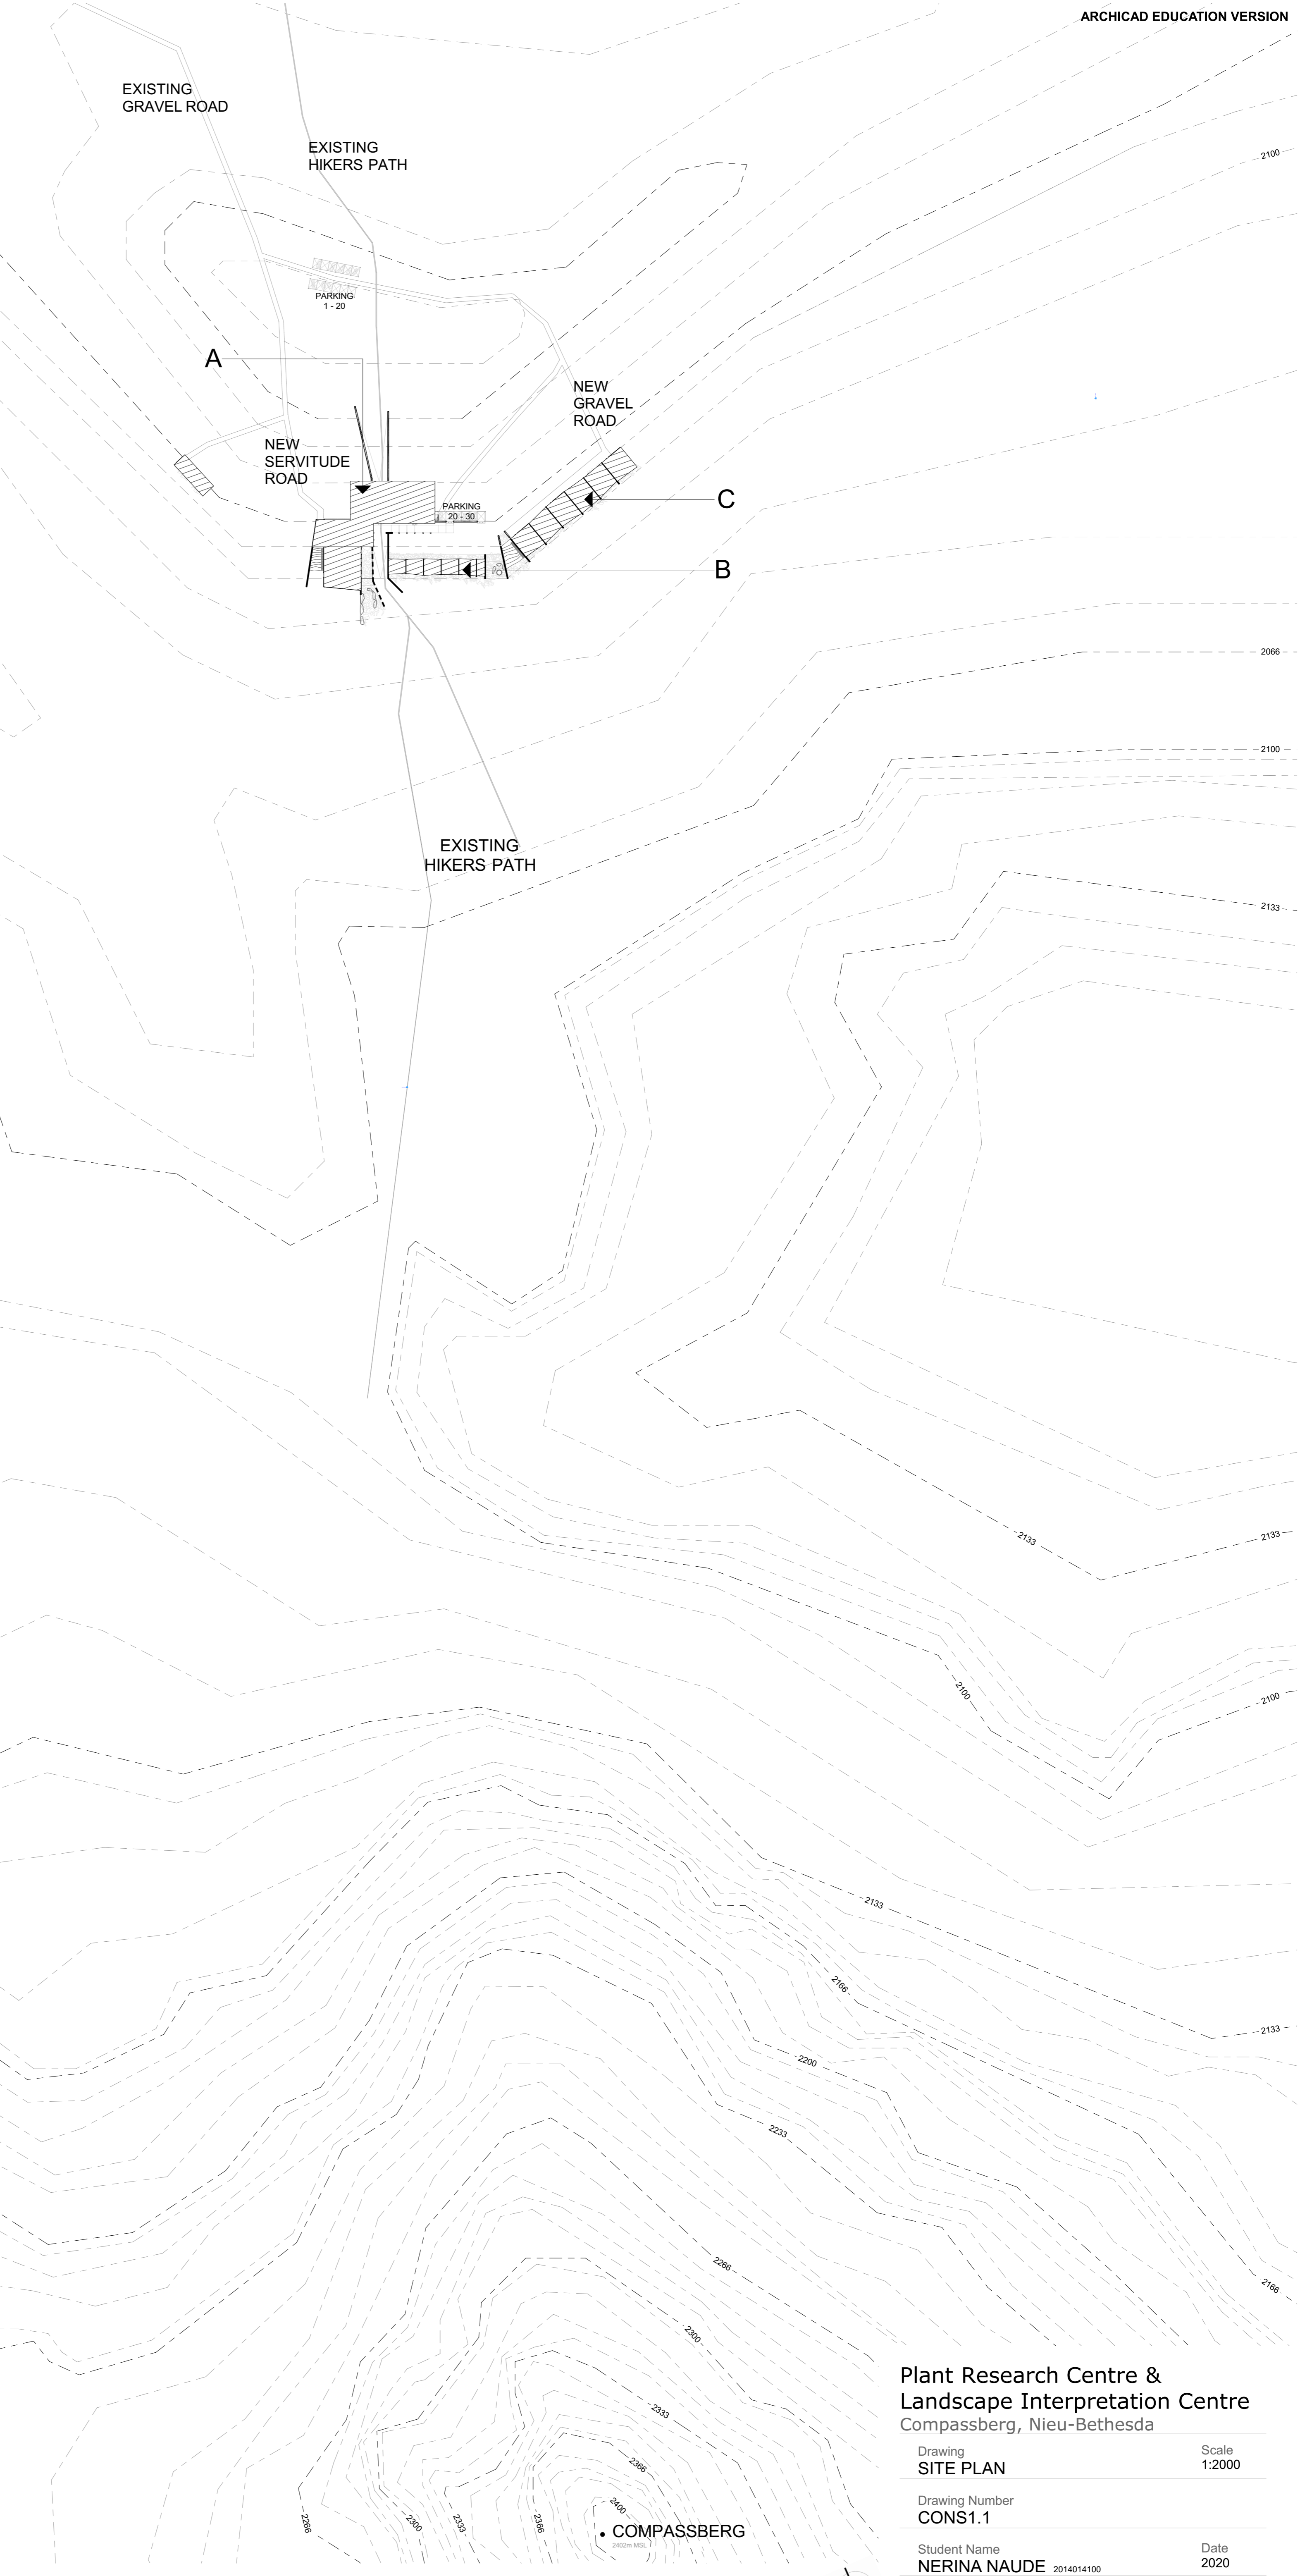 ARCHICAD EDUCATION VERSION
EXISTING
GRAVEL ROAD
EXISTING
HIKERS PATH
2100
PARKING
1 - 20
A
NEW
GRAVEL
ROAD
NEW
SERVITUDE
ROAD
C
PARKING
20 - 30
B
2066
2100
EXISTING
HIKERS PATH
2133
2133
2133
2100
2100
2133
2166
2133
2200
2233
2266
2166
2300
2333
2366
2400
2266
2300
2333
2366
COMPASSBERG
2402m MSL
Plant Research Centre &
Landscape Interpretation Centre
Compassberg, Nieu-Bethesda
Drawing
SITE PLAN
Scale
1:2000
Drawing Number
CONS1.1
Student Name
NERINA NAUDE 2014014100
Date
2020